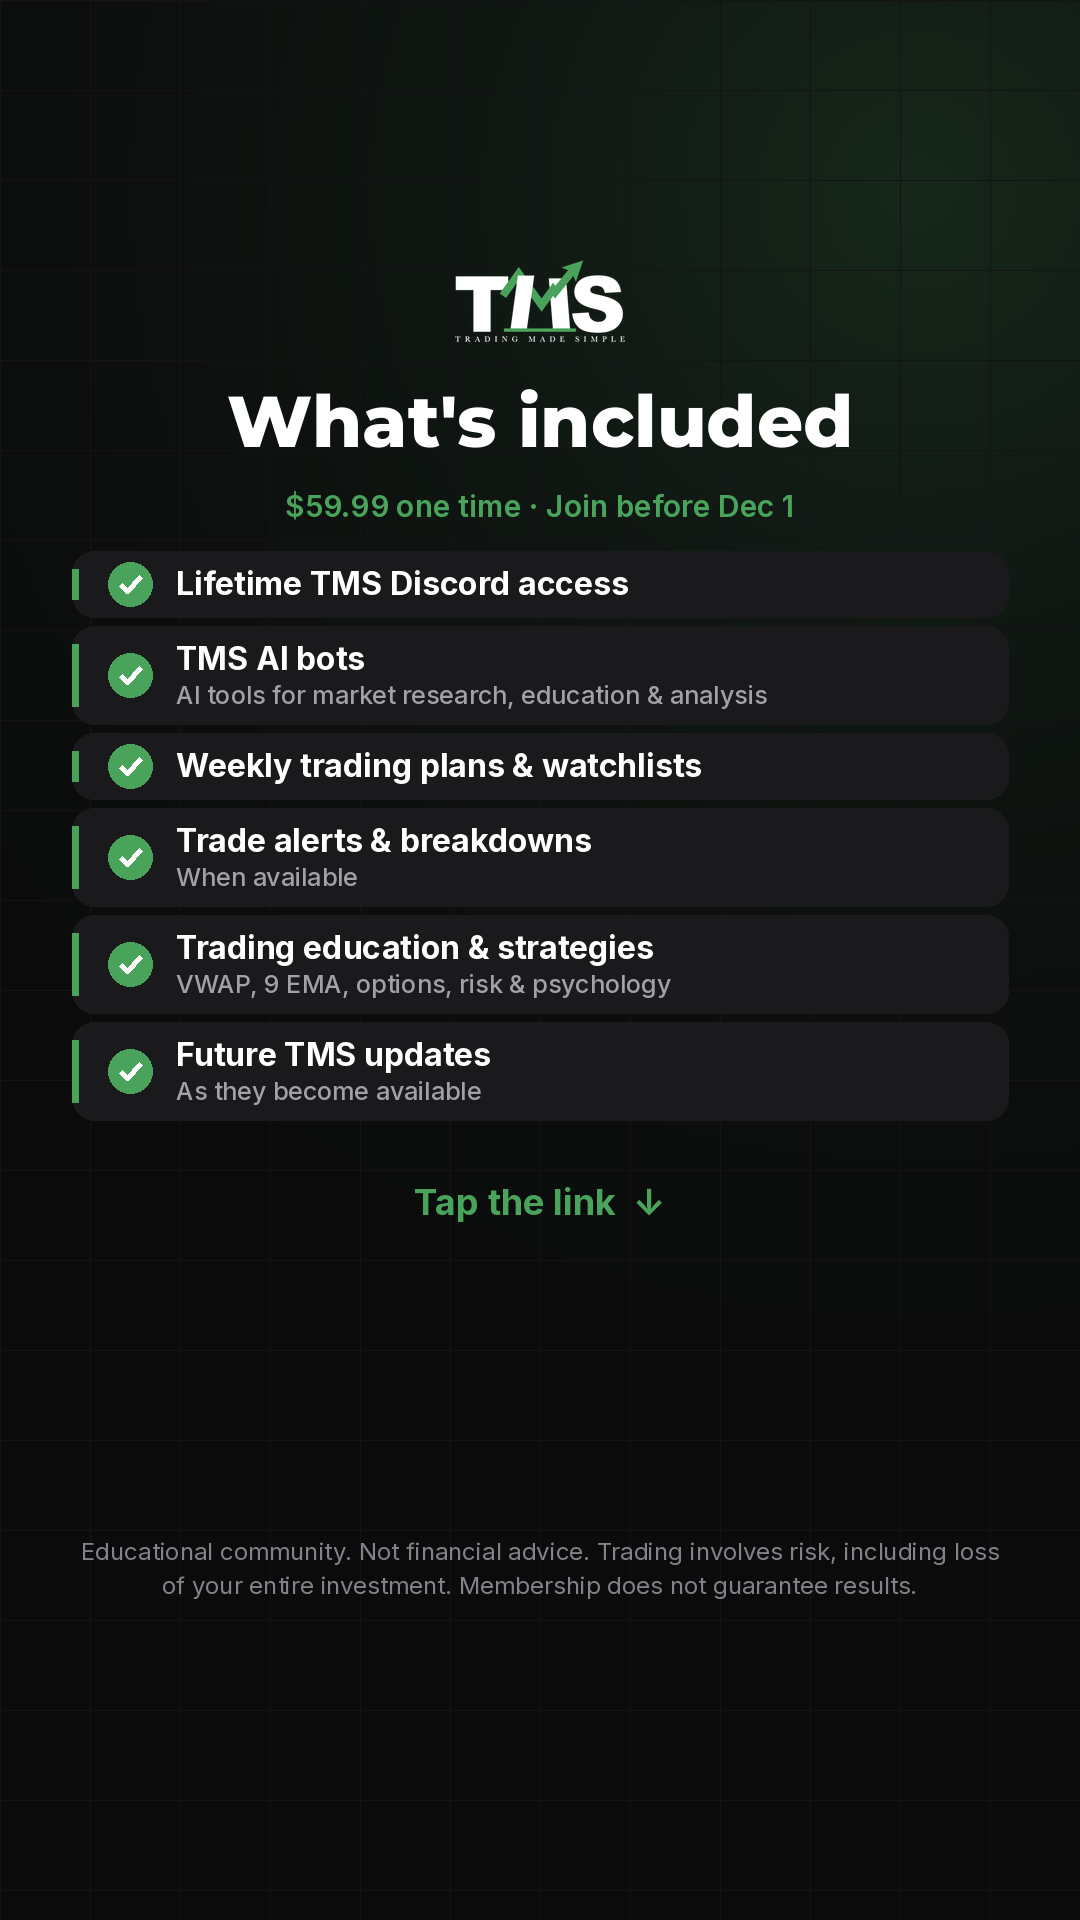 TMS
TRADING MADE SIMPLE
What's included
$59.99 one time · Join before Dec 1
Lifetime TMS Discord access
TMS AI bots
AI tools for market research, education & analysis
Weekly trading plans & watchlists
Trade alerts & breakdowns
When available
Trading education & strategies
VWAP, 9 EMA, options, risk & psychology
Future TMS updates
As they become available
Tap the link ↓
Educational community. Not financial advice. Trading involves risk, including loss
of your entire investment. Membership does not guarantee results.